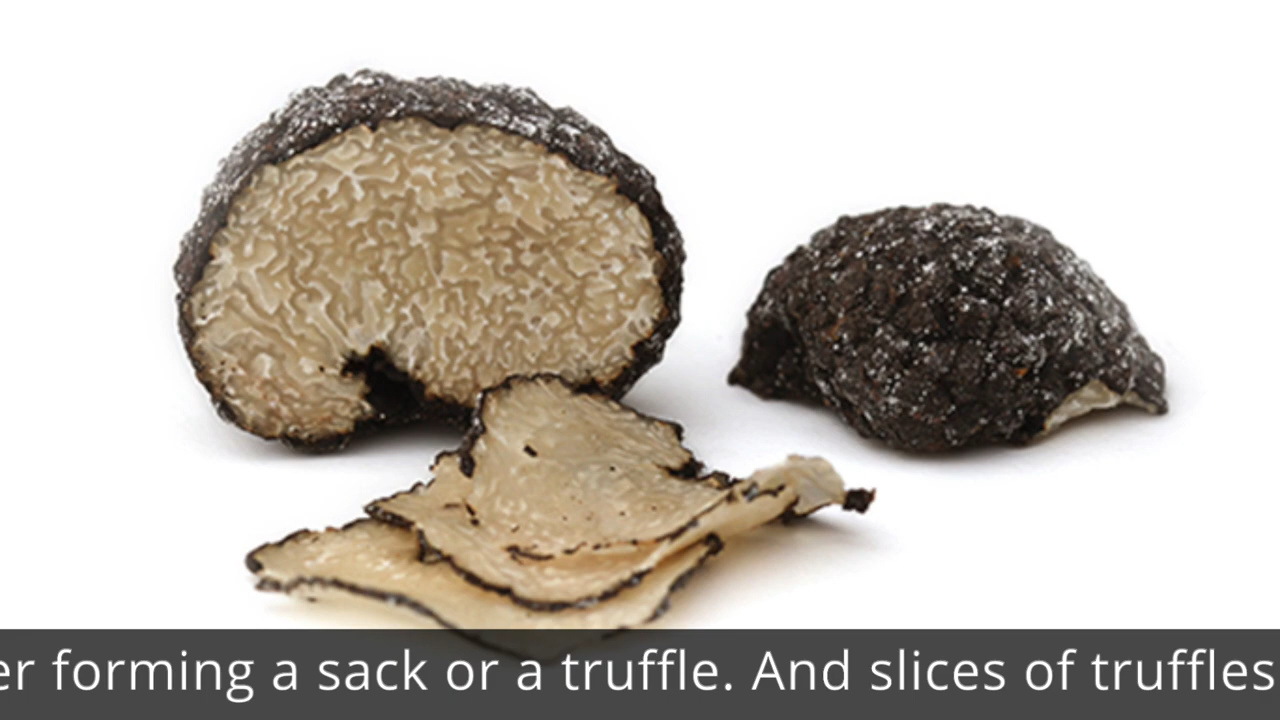 er forming a sack or a truffle. And slices of truffles